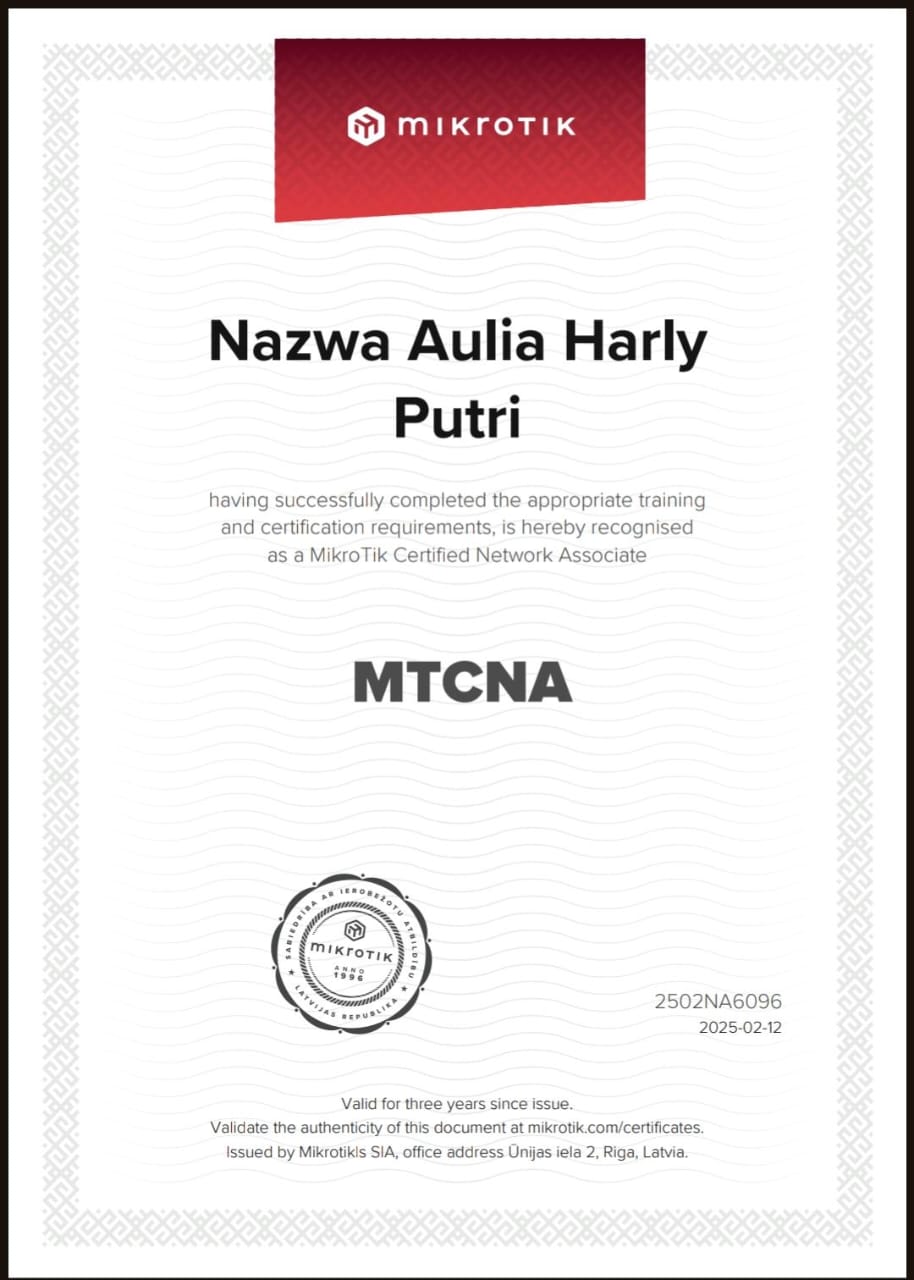 mikrotik
Nazwa Aulia Harly
Putri
having successfully completed the appropriate training
and certification requirements, is hereby recognised
as a MikroTik Certified Network Associate
MTCNA
SABIEDRĪBA AR IEROBEŽOTU ATBILDĪBU
mikrotik
ANNO
1996
★ LATVIJAS REPUBLIKA ★
2502NA6096
2025-02-12
Valid for three years since issue.
Validate the authenticity of this document at mikrotik.com/certificates.
Issued by Mikrotīkls SIA, office address Ūnijas iela 2, Riga, Latvia.